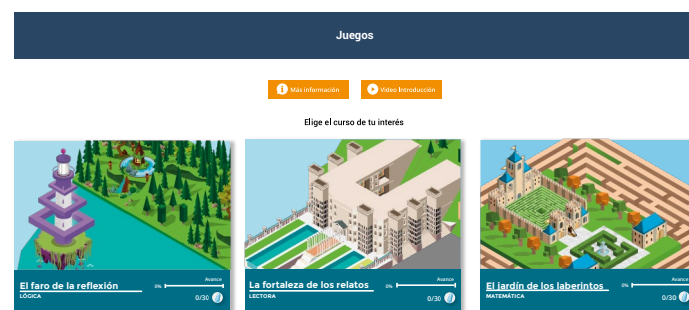 Juegos
Más información
Video Introducción
Elige el curso de tu interés
El faro de la reflexión
LÓGICA
Avance
0%
0/30
La fortaleza de los relatos
LECTORA
Avance
0%
0/30
El jardín de los laberintos
MATEMÁTICA
Avance
0%
0/30